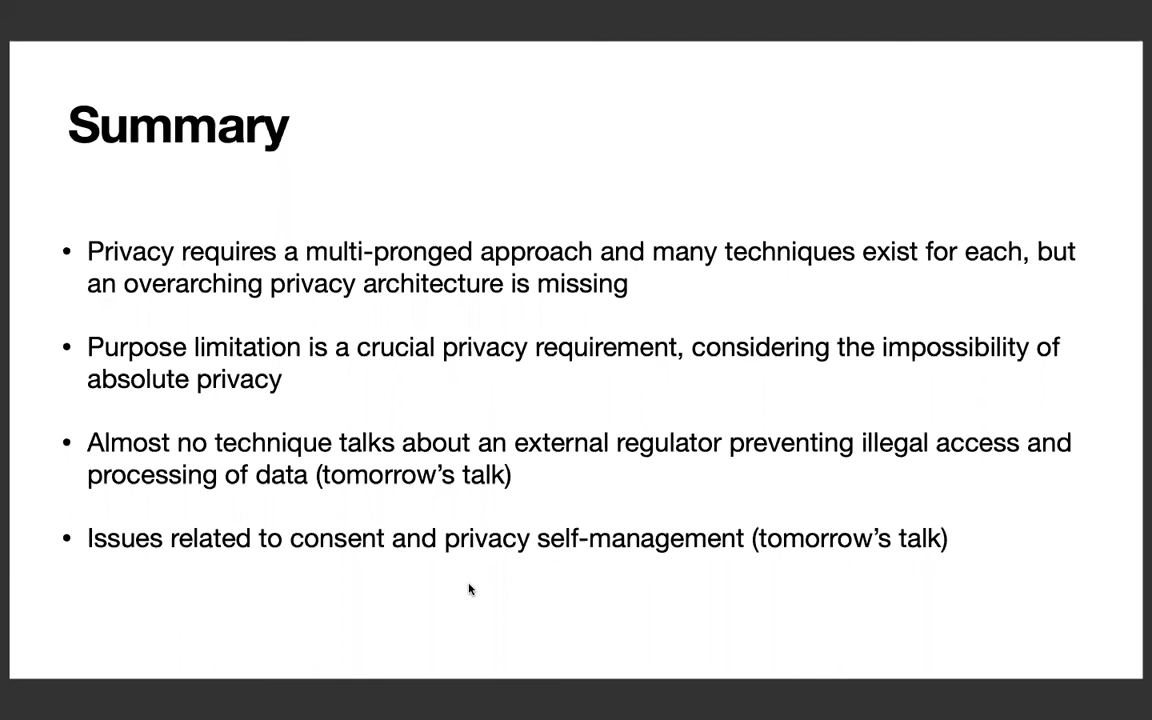 Summary
• Privacy requires a multi-pronged approach and many techniques exist for each, but
an overarching privacy architecture is missing
• Purpose limitation is a crucial privacy requirement, considering the impossibility of
absolute privacy
• Almost no technique talks about an external regulator preventing illegal access and
processing of data (tomorrow’s talk)
• Issues related to consent and privacy self-management (tomorrow’s talk)